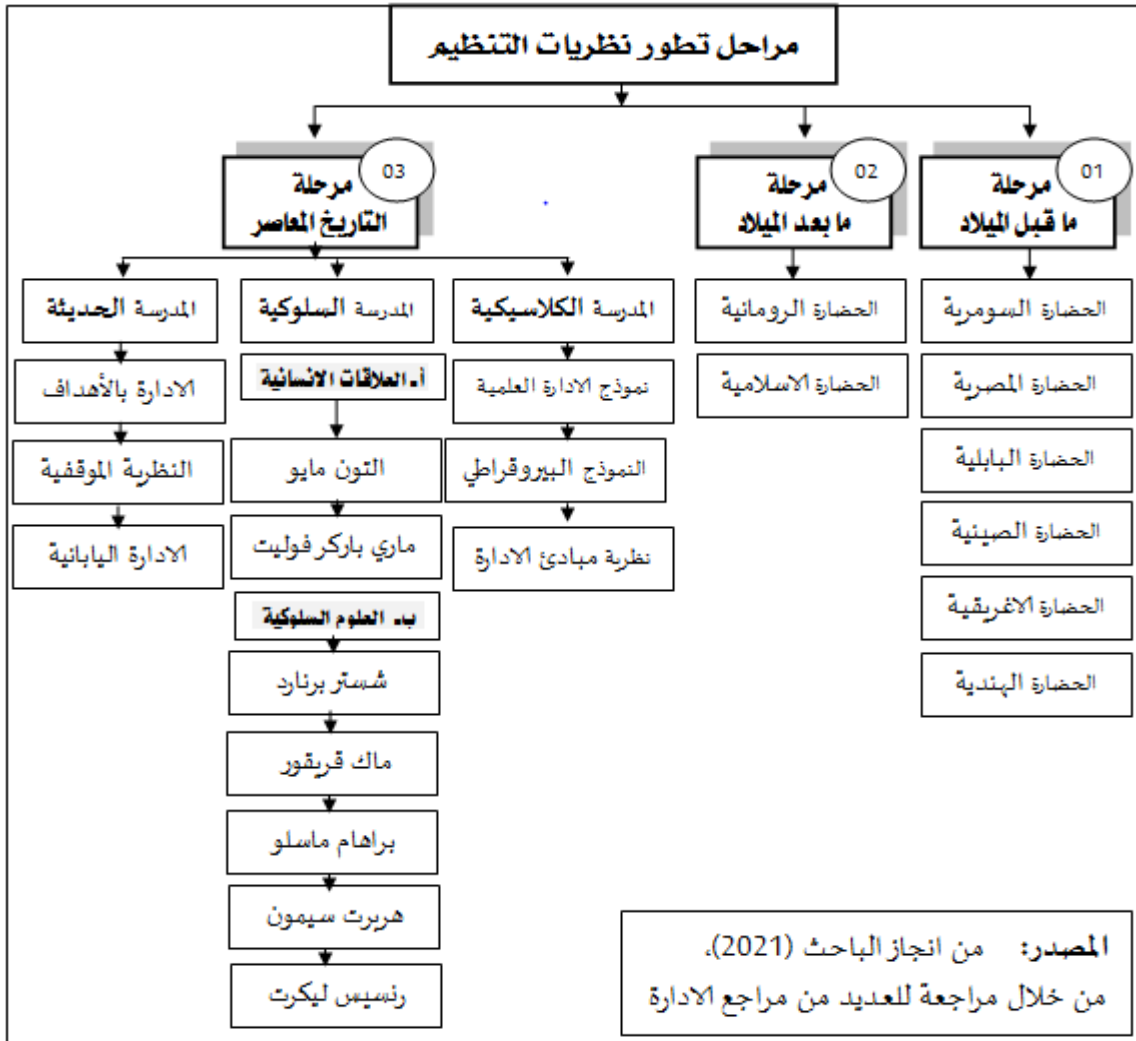 مراحل تطور نظريات التنظيم
01
مرحلة
ما قبل الميلاد
02
مرحلة
ما بعد الميلاد
03
مرحلة
التاريخ المعاصر
الحضارة السومرية
الحضارة المصرية
الحضارة البابلية
الحضارة الصينية
الحضارة الاغريقية
الحضارة الهندية
الحضارة الرومانية
الحضارة الاسلامية
المدرسة الكلاسيكية
نموذج الادارة العلمية
النموذج البيروقراطي
نظرية مبادئ الادارة
المدرسة السلوكية
أ. العلاقات الانسانية
التون مايو
ماري باركر فوليت
ب. العلوم السلوكية
شستر برنارد
ماك قريقور
براهام ماسلو
هربرت سيمون
رنسيس ليكرت
المدرسة الحديثة
الادارة بالأهداف
النظرية الموقفية
الادارة اليابانية
المصدر: من انجاز الباحث (2021)،
من خلال مراجعة للعديد من مراجع الادارة